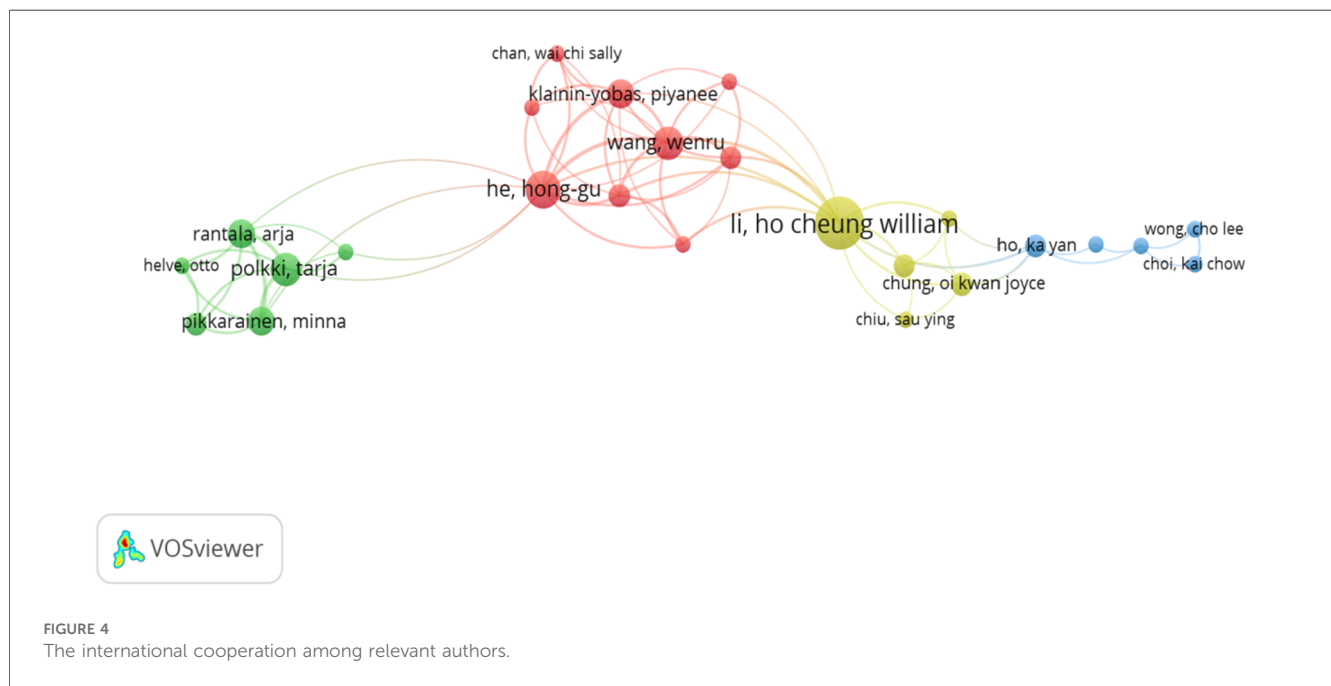 chan, wai chi sally
klainin-yobas, piyanee
wang, wenru
he, hong-gu
li, ho cheung william
rantala, arja
helve, otto
polkki, tarja
pikkarainen, minna
ho, ka yan
wong, cho lee
choi, kai chow
chung, oi kwan joyce
chiu, sau ying
VOSviewer
FIGURE 4
The international cooperation among relevant authors.